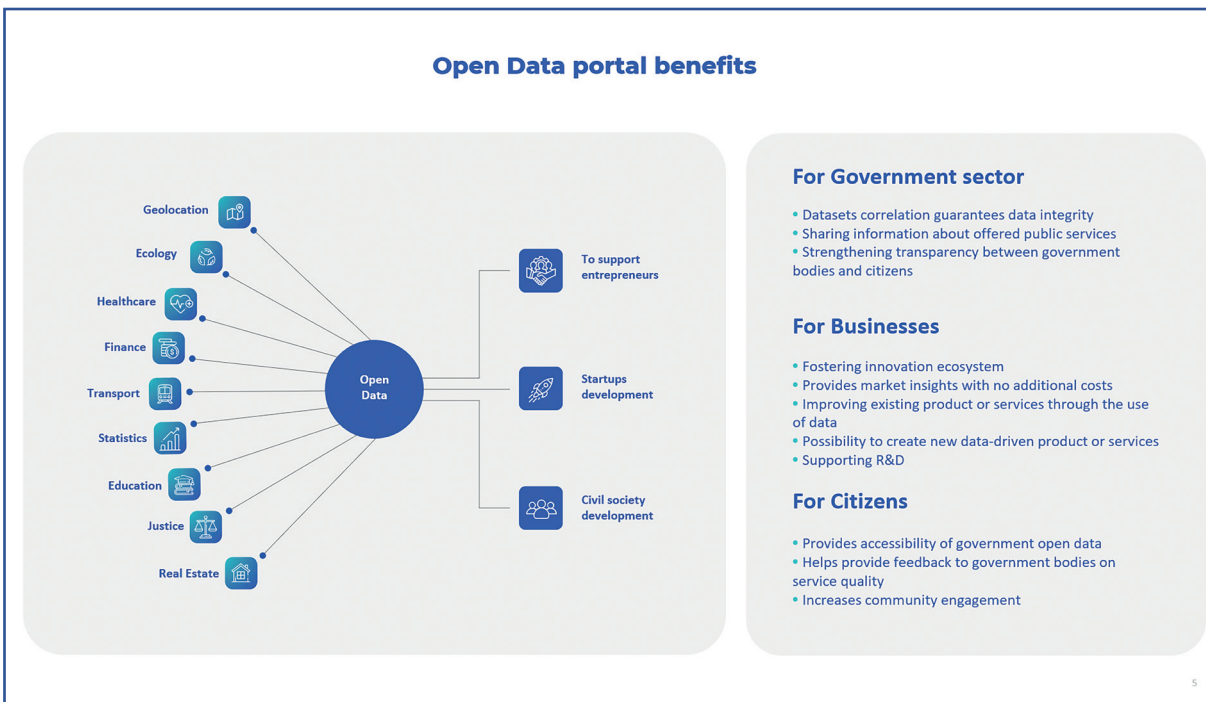 Open Data portal benefits
Geolocation
Ecology
Healthcare
Finance
Transport
Statistics
Education
Justice
Real Estate
Open
Data
To support
entrepreneurs
Startups
development
Civil society
development
For Government sector
• Datasets correlation guarantees data integrity
• Sharing information about offered public services
• Strengthening transparency between government
bodies and citizens
For Businesses
• Fostering innovation ecosystem
• Provides market insights with no additional costs
• Improving existing product or services through the use
of data
• Possibility to create new data-driven product or services
• Supporting R&D
For Citizens
• Provides accessibility of government open data
• Helps provide feedback to government bodies on
service quality
• Increases community engagement
5